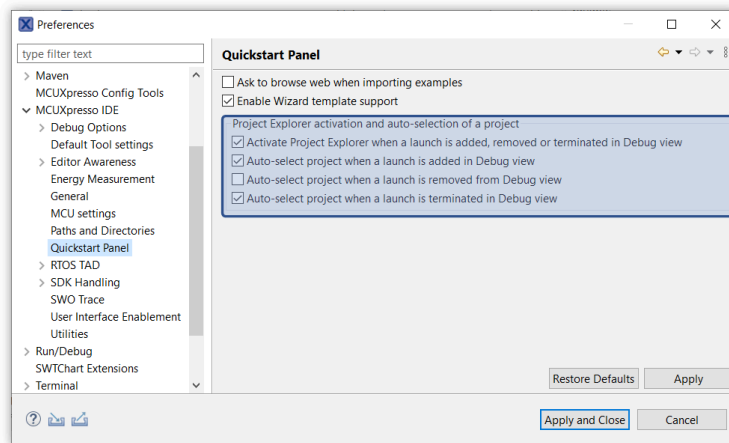 Preferences
type filter text
Maven
MCUXpresso Config Tools
MCUXpresso IDE
Debug Options
Default Tool settings
Editor Awareness
Energy Measurement
General
MCU settings
Paths and Directories
Quickstart Panel
RTOS TAD
SDK Handling
SWO Trace
User Interface Enablement
Utilities
Run/Debug
SWTChart Extensions
Terminal
Quickstart Panel
Ask to browse web when importing examples
Enable Wizard template support
Project Explorer activation and auto-selection of a project
Activate Project Explorer when a launch is added, removed or terminated in Debug view
Auto-select project when a launch is added in Debug view
Auto-select project when a launch is removed from Debug view
Auto-select project when a launch is terminated in Debug view
Restore Defaults
Apply
Apply and Close
Cancel